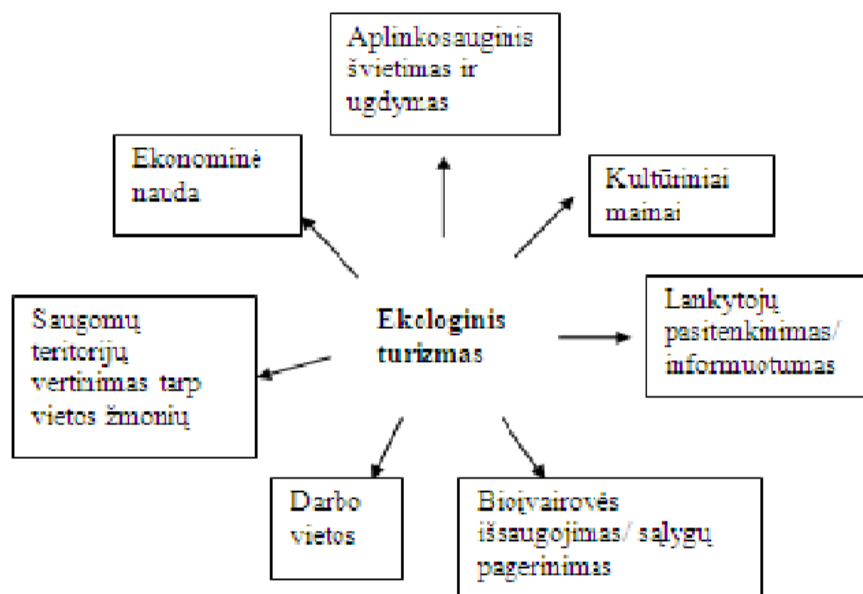 Aplinkosauginis
švietimas ir
ugdymas
Ekonominė
nauda
Kultūriniai
mainai
Saugomų
teritorijų
vertinimas tarp
vietos žmonių
Ekologinis
turizmas
Lankytojų
pasitenkinimas/
informuotumas
Darbo
vietos
Bioįvairovės
išsaugojimas/ sąlygų
pagerinimas